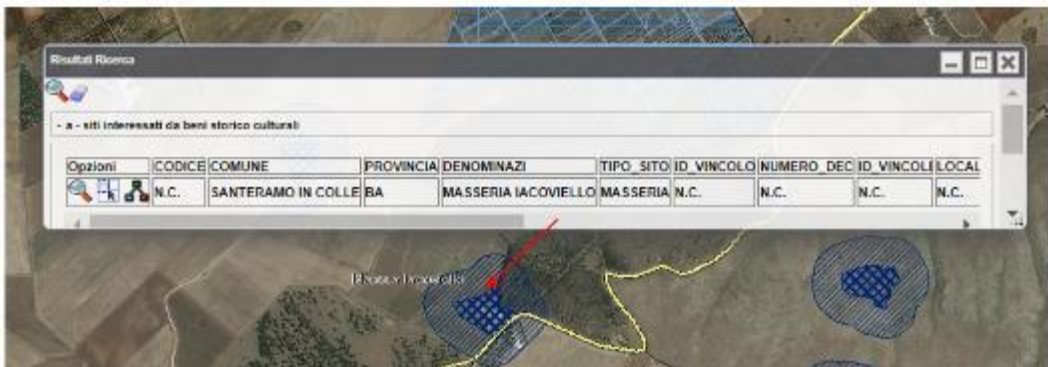 Risultati Ricerca
- a - siti interessati da beni storico culturali
Opzioni CODICE COMUNE PROVINCIA DENOMINAZI TIPO_SITO ID_VINCOLO NUMERO_DEC ID_VINCOLI LOCAL
N.C. SANTERAMO IN COLLE BA MASSERIA IACOVIELLO MASSERIA N.C. N.C. N.C. N.C.